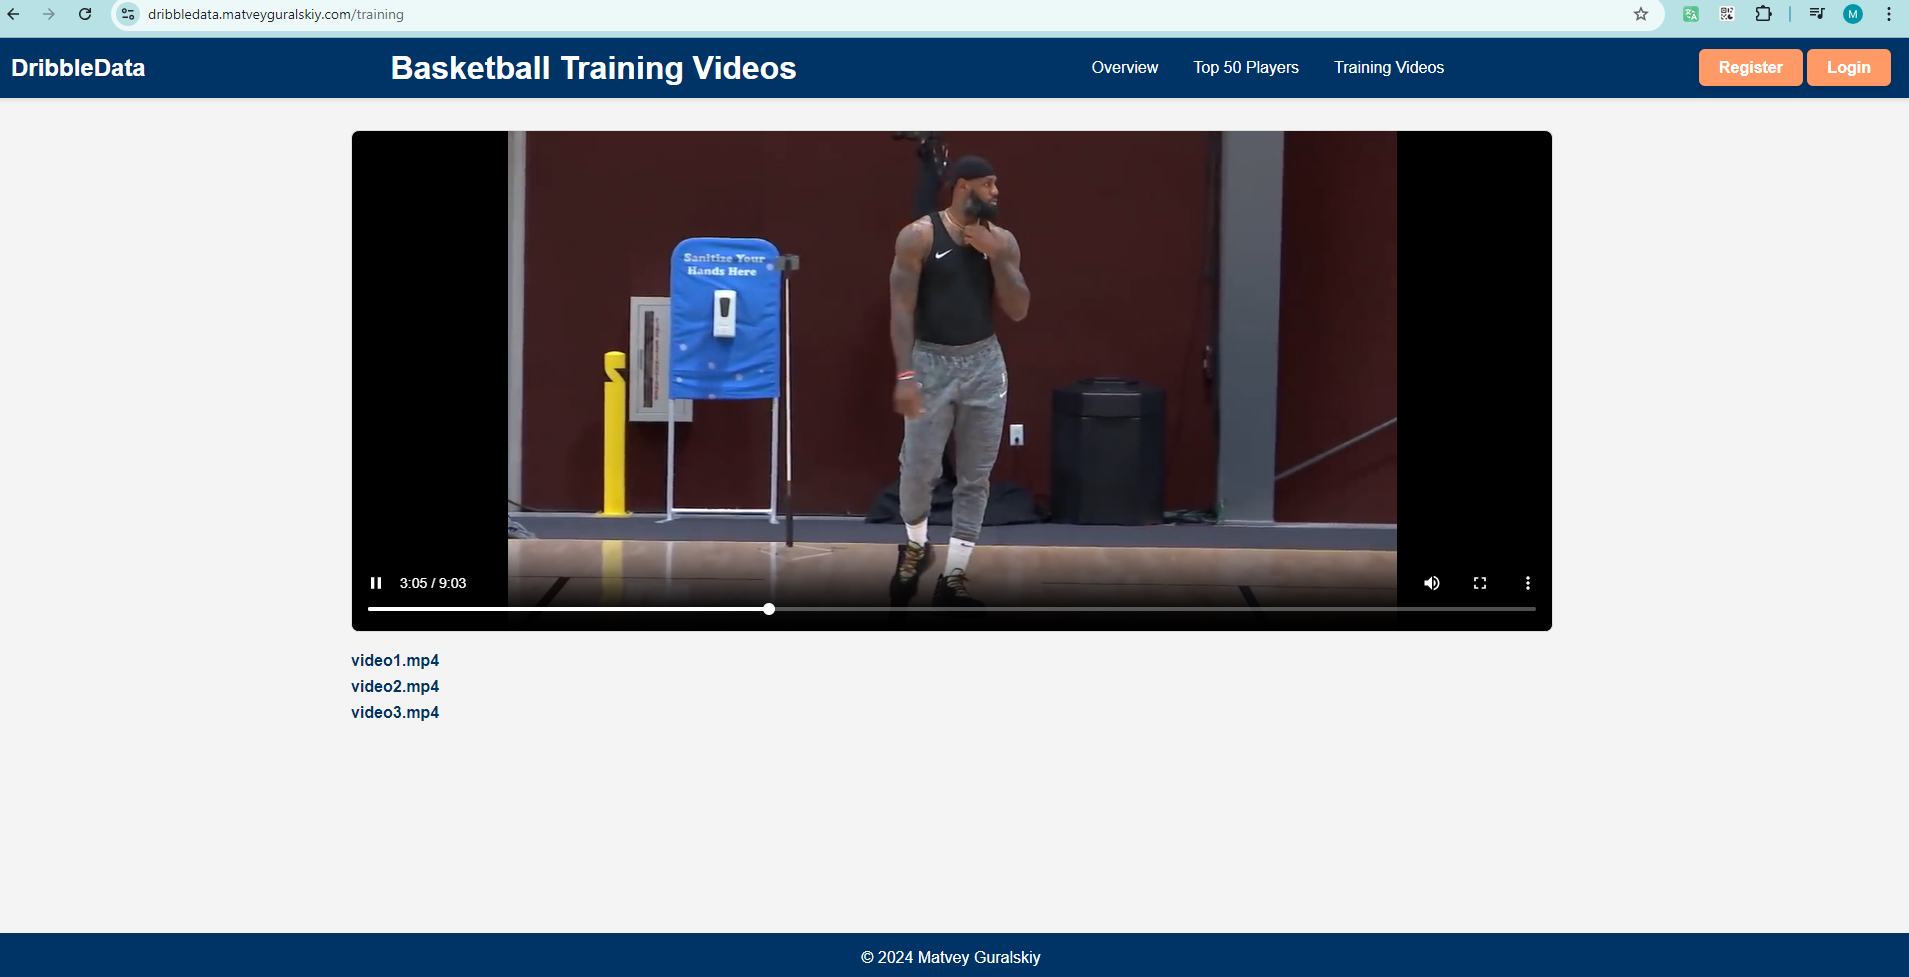 dribbledata.matveyguralskiy.com/training
M
DribbleData
Basketball Training Videos
Overview
Top 50 Players
Training Videos
Register
Login
Sanitize Your
Hands Here
3:05 / 9:03
video1.mp4
video2.mp4
video3.mp4
© 2024 Matvey Guralskiy